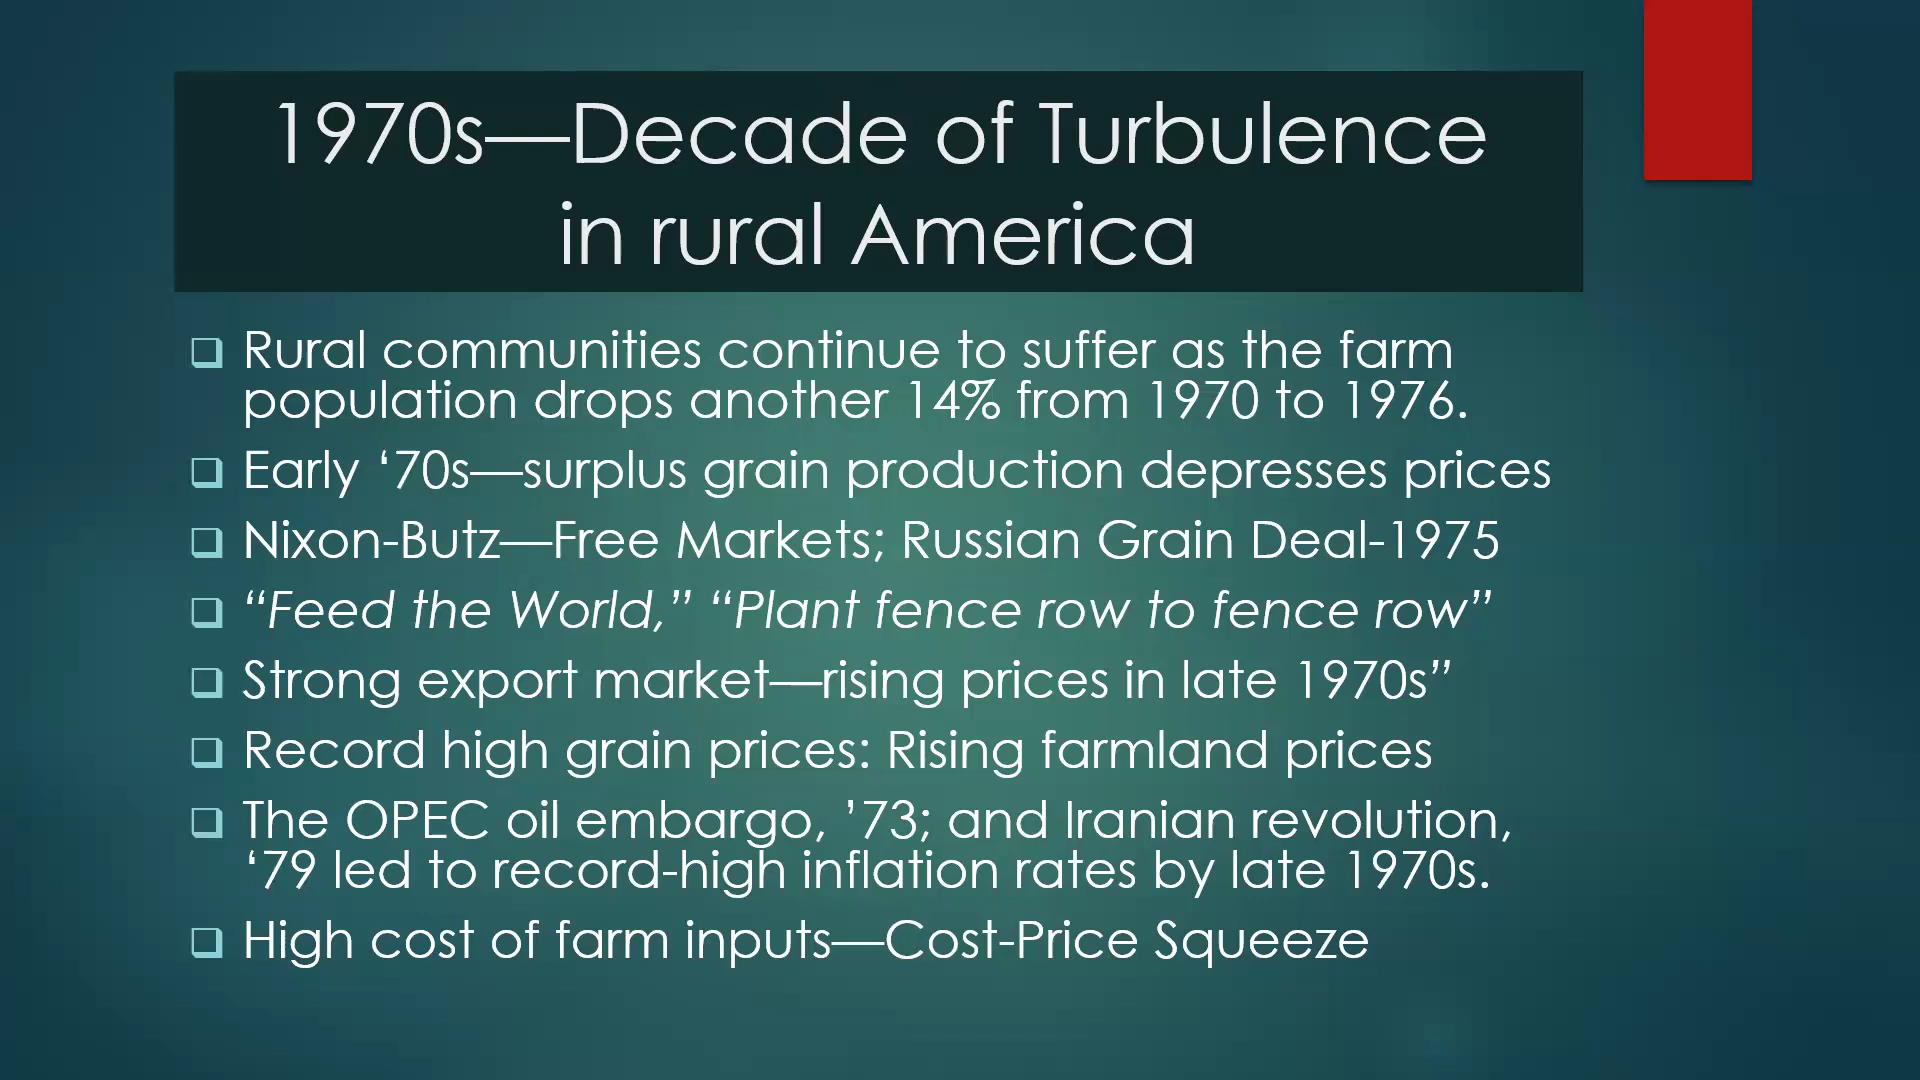 1970s—Decade of Turbulence
in rural America
Rural communities continue to suffer as the farm
population drops another 14% from 1970 to 1976.
Early ‘70s—surplus grain production depresses prices
Nixon-Butz—Free Markets; Russian Grain Deal-1975
“Feed the World,” “Plant fence row to fence row”
Strong export market—rising prices in late 1970s”
Record high grain prices: Rising farmland prices
The OPEC oil embargo, ’73; and Iranian revolution,
‘79 led to record-high inflation rates by late 1970s.
High cost of farm inputs—Cost-Price Squeeze